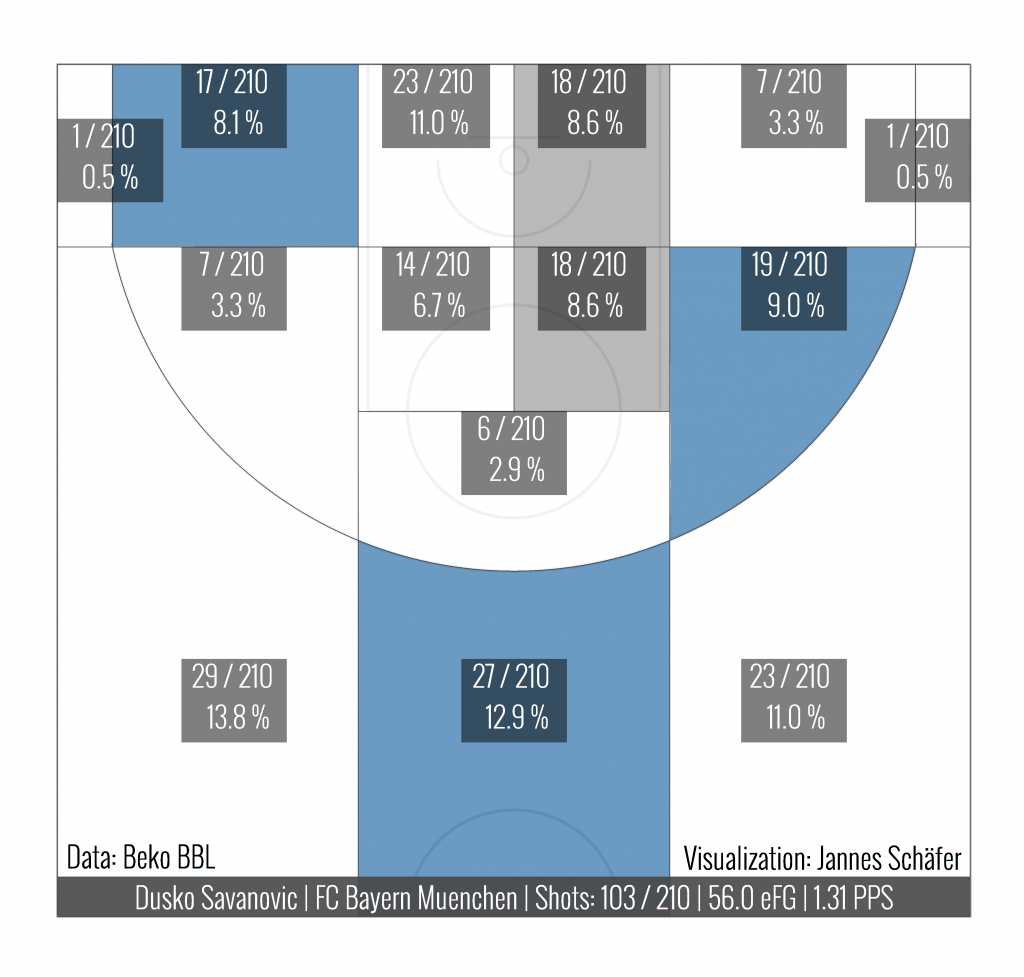 17 / 210
8.1 %
23 / 210
11.0 %
18 / 210
8.6 %
7 / 210
3.3 %
1 / 210
0.5 %
1 / 210
0.5 %
7 / 210
3.3 %
14 / 210
6.7 %
18 / 210
8.6 %
19 / 210
9.0 %
6 / 210
2.9 %
29 / 210
13.8 %
27 / 210
12.9 %
23 / 210
11.0 %
Data: Beko BBL
Visualization: Jannes Schäfer
Dusko Savanovic | FC Bayern Muenchen | Shots: 103 / 210 | 56.0 eFG | 1.31 PPS